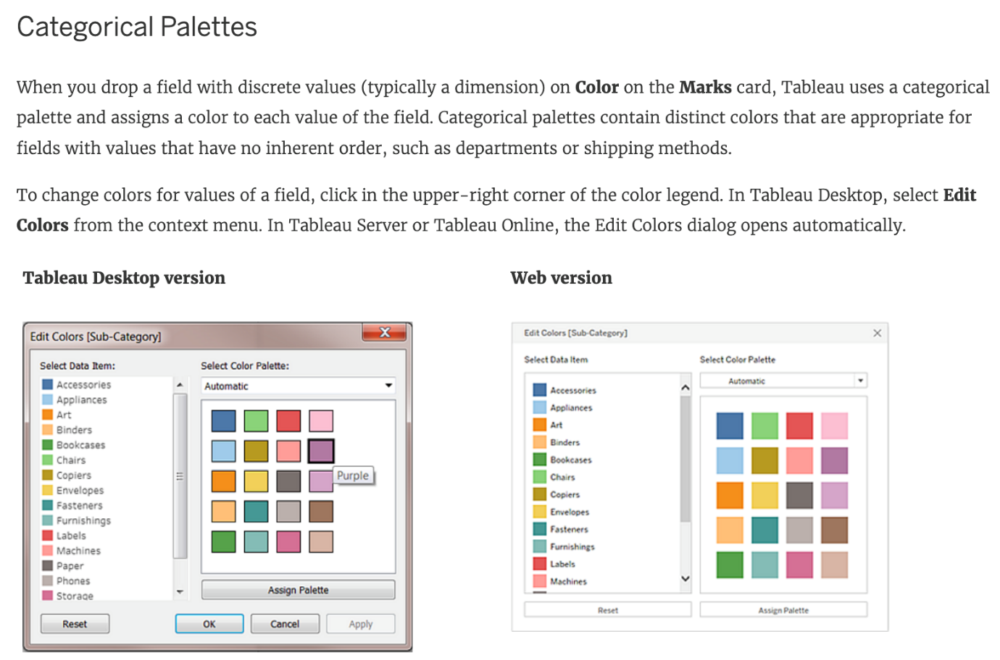 Categorical Palettes
When you drop a field with discrete values (typically a dimension) on Color on the Marks card, Tableau uses a categorical
palette and assigns a color to each value of the field. Categorical palettes contain distinct colors that are appropriate for
fields with values that have no inherent order, such as departments or shipping methods.
To change colors for values of a field, click in the upper-right corner of the color legend. In Tableau Desktop, select Edit
Colors from the context menu. In Tableau Server or Tableau Online, the Edit Colors dialog opens automatically.
Tableau Desktop version
Edit Colors [Sub-Category]
Select Data Item:
Accessories
Appliances
Art
Binders
Bookcases
Chairs
Copiers
Envelopes
Fasteners
Furnishings
Labels
Machines
Paper
Phones
Storage
Select Color Palette:
Automatic
Purple
Assign Palette
Reset
OK
Cancel
Apply
Web version
Edit Colors [Sub-Category]
Select Data Item
Accessories
Appliances
Art
Binders
Bookcases
Chairs
Copiers
Envelopes
Fasteners
Furnishings
Labels
Machines
Reset
Select Color Palette
Automatic
Assign Palette